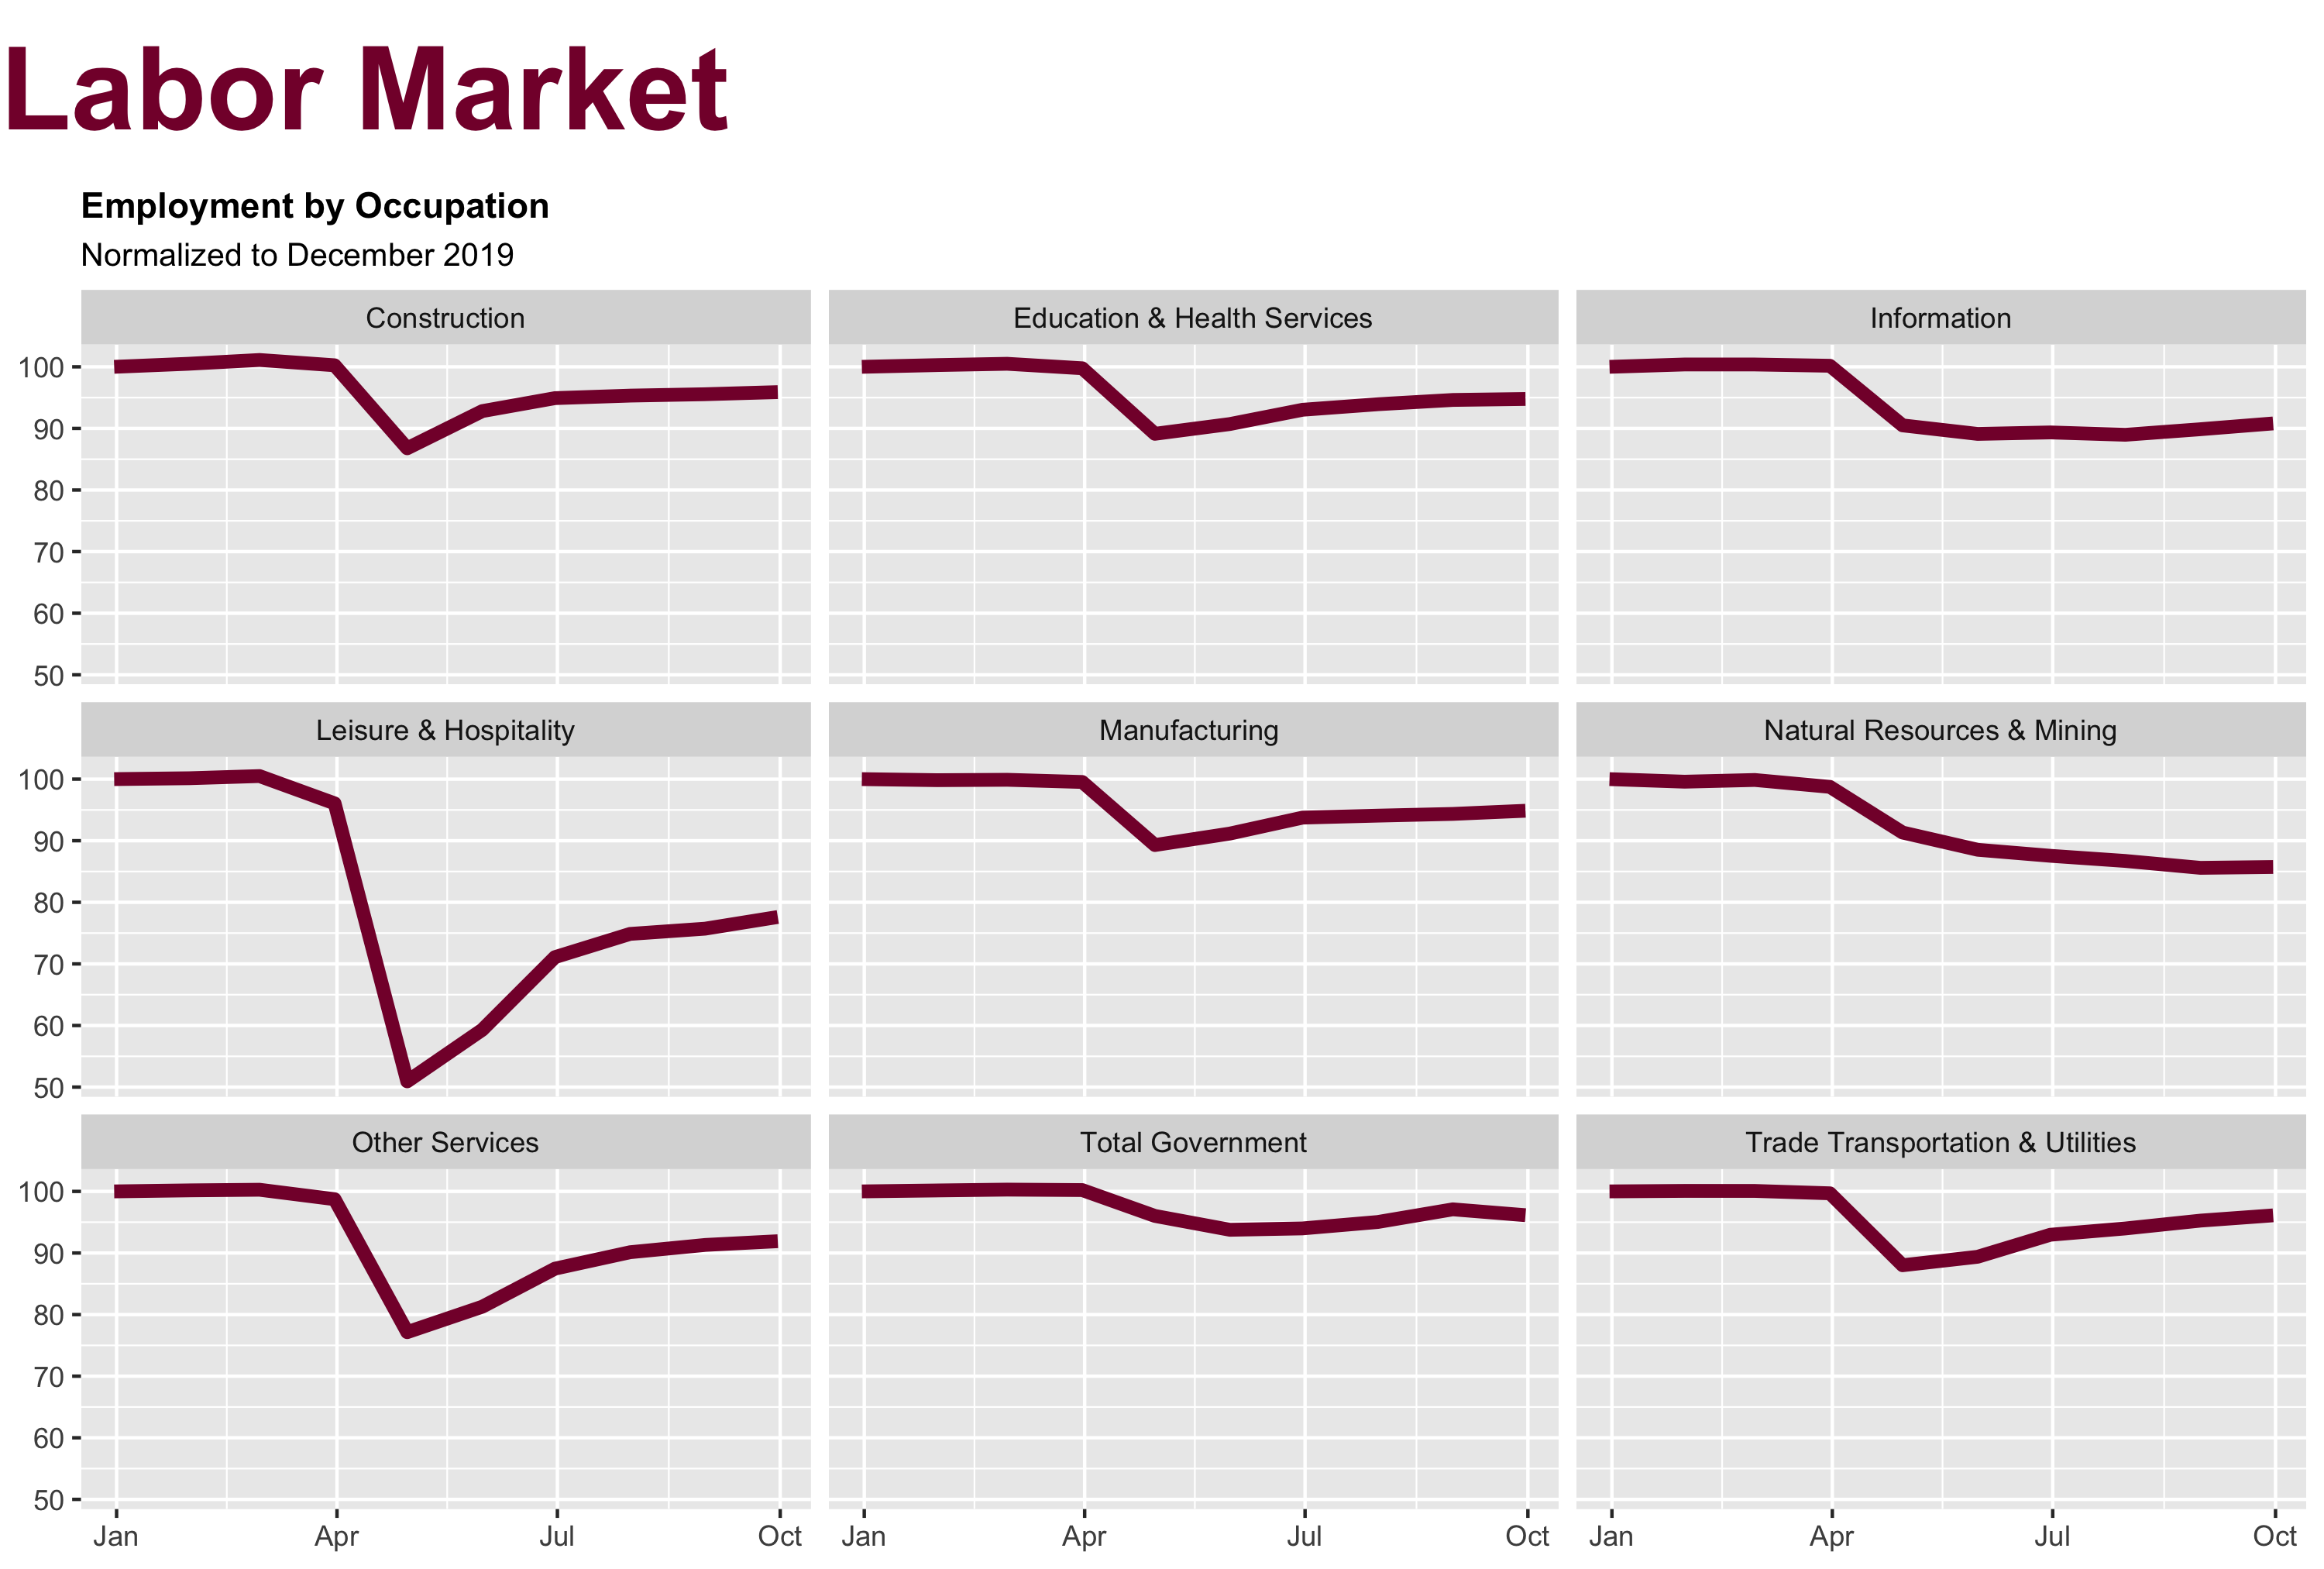 Labor Market
Employment by Occupation
Normalized to December 2019
Construction
Education & Health Services
Information
100
90
80
70
60
50
Leisure & Hospitality
Manufacturing
Natural Resources & Mining
100
90
80
70
60
50
Other Services
Total Government
Trade Transportation & Utilities
100
90
80
70
60
50
Jan Apr Jul Oct
Jan Apr Jul Oct
Jan Apr Jul Oct